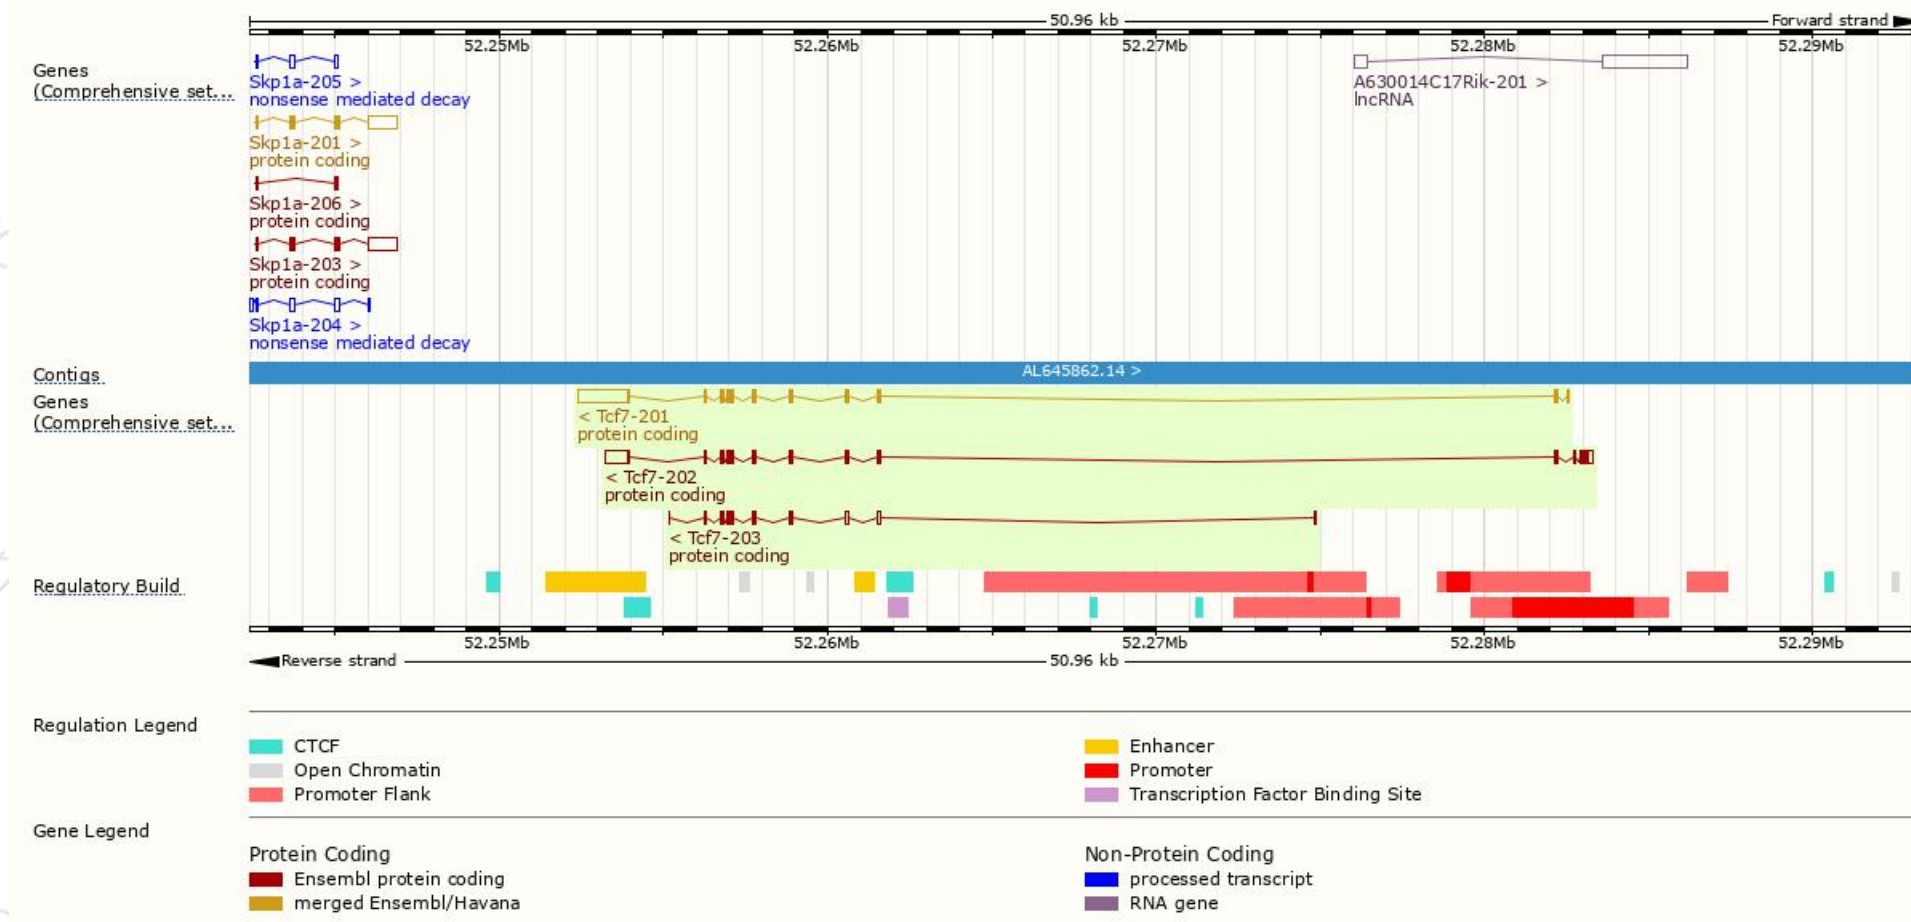 50.96 kb
Forward strand
52.25Mb 52.26Mb 52.27Mb 52.28Mb 52.29Mb
Genes
(Comprehensive set...
Skp1a-205 >
nonsense mediated decay
A630014C17Rik-201 >
lncRNA
Skp1a-201 >
protein coding
Skp1a-206 >
protein coding
Skp1a-203 >
protein coding
Skp1a-204 >
nonsense mediated decay
Contigs
AL645862.14 >
Genes
(Comprehensive set...
< Tcf7-201
protein coding
< Tcf7-202
protein coding
< Tcf7-203
protein coding
Regulatory Build
52.25Mb 52.26Mb 52.27Mb 52.28Mb 52.29Mb
Reverse strand
50.96 kb
Regulation Legend
CTCF
Enhancer
Open Chromatin
Promoter
Promoter Flank
Transcription Factor Binding Site
Gene Legend
Protein Coding
Non-Protein Coding
Ensembl protein coding
processed transcript
merged Ensembl/Havana
RNA gene